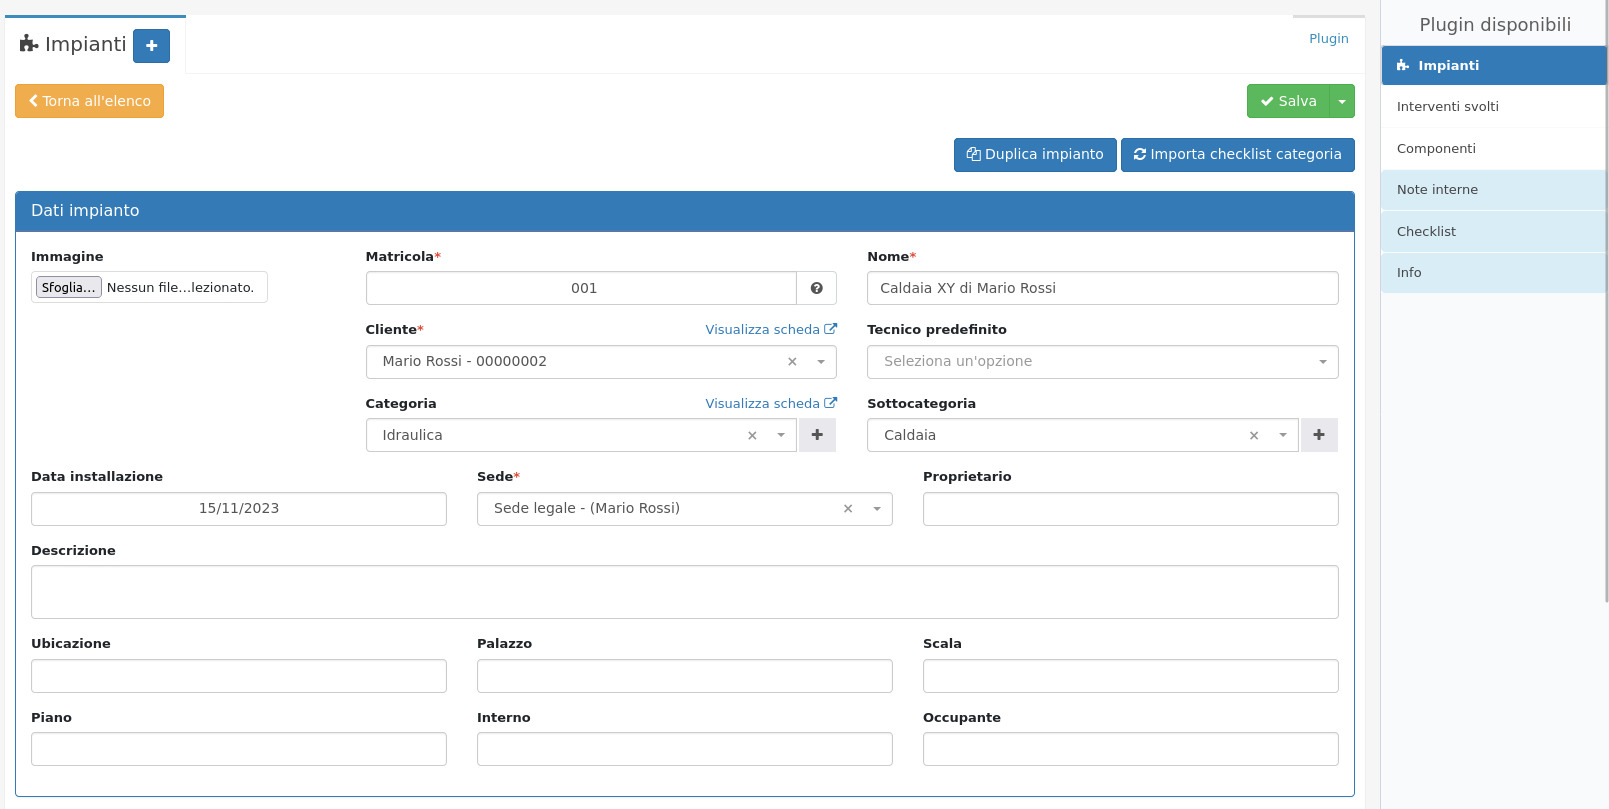 Impianti
Plugin
Torna all'elenco
Salva
Duplica impianto
Importa checklist categoria
Dati impianto
Immagine
Sfoglia... Nessun file...lezionato.
Matricola*
001
Nome*
Caldaia XY di Mario Rossi
Cliente*
Visualizza scheda
Mario Rossi - 00000002
Tecnico predefinito
Seleziona un'opzione
Categoria
Visualizza scheda
Idraulica
Sottocategoria
Caldaia
Data installazione
15/11/2023
Sede*
Sede legale - (Mario Rossi)
Proprietario
Descrizione
Ubicazione
Palazzo
Scala
Piano
Interno
Occupante
Plugin disponibili
Impianti
Interventi svolti
Componenti
Note interne
Checklist
Info